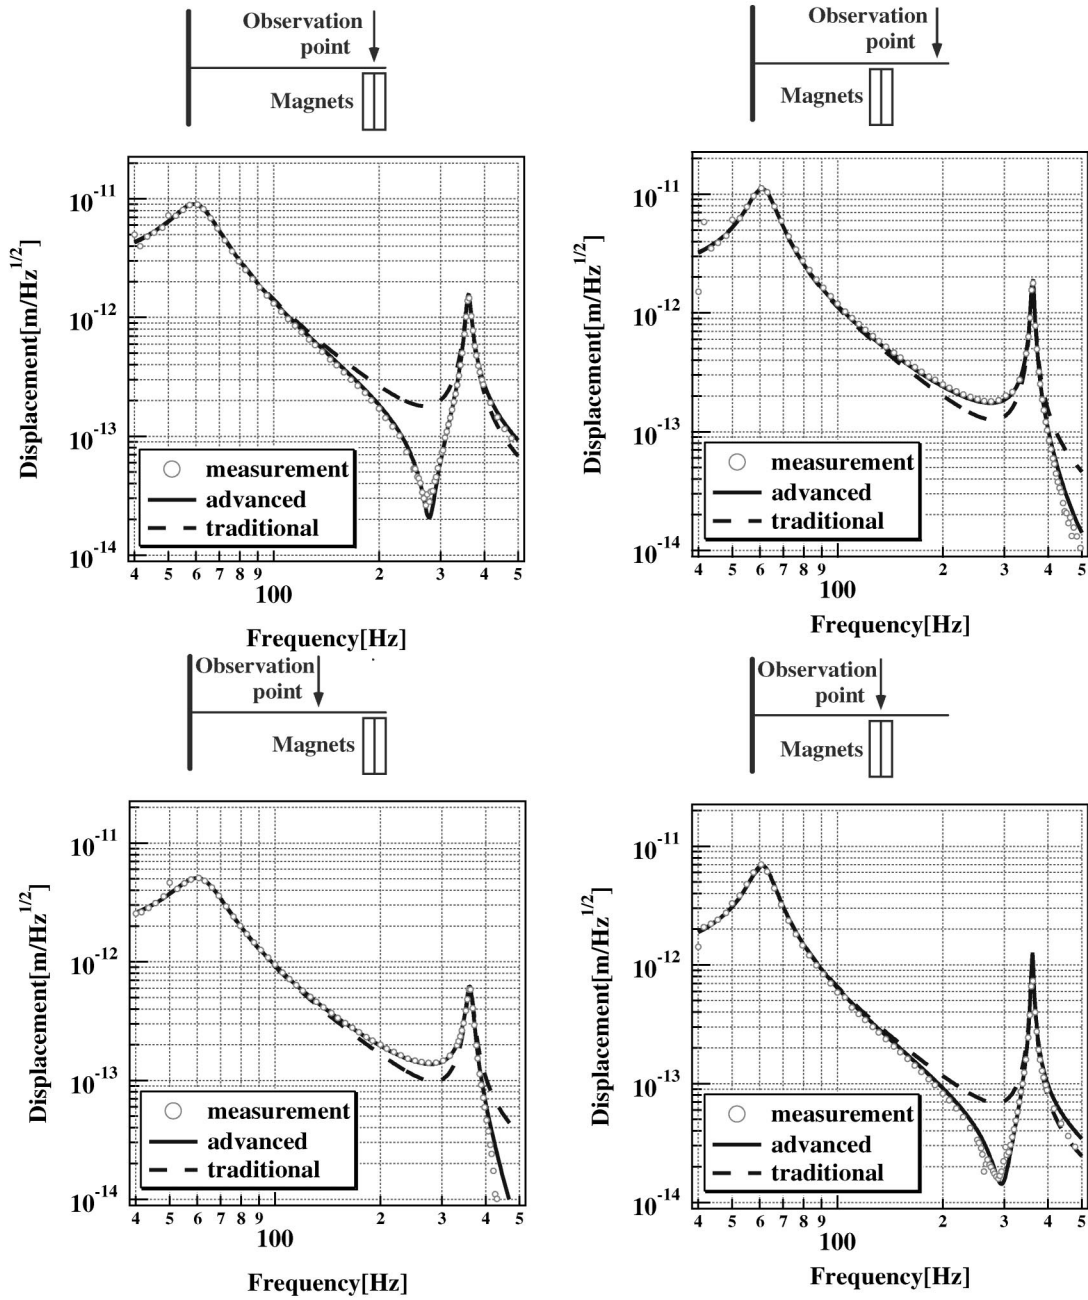 Observation
point
Magnets
Displacement[m/Hz^1/2]
10^-11
10^-12
10^-13
10^-14
measurement
advanced
traditional
4 5 6 7 8 9 2 3 4 5
100
Frequency[Hz]
Observation
point
Magnets
Displacement[m/Hz^1/2]
10^-11
10^-12
10^-13
10^-14
measurement
advanced
traditional
4 5 6 7 8 9 2 3 4 5
100
Frequency[Hz]
Observation
point
Magnets
Displacement[m/Hz^1/2]
10^-11
10^-12
10^-13
10^-14
measurement
advanced
traditional
4 5 6 7 8 9 2 3 4 5
100
Frequency[Hz]
Observation
point
Magnets
Displacement[m/Hz^1/2]
10^-11
10^-12
10^-13
10^-14
measurement
advanced
traditional
4 5 6 7 8 9 2 3 4 5
100
Frequency[Hz]